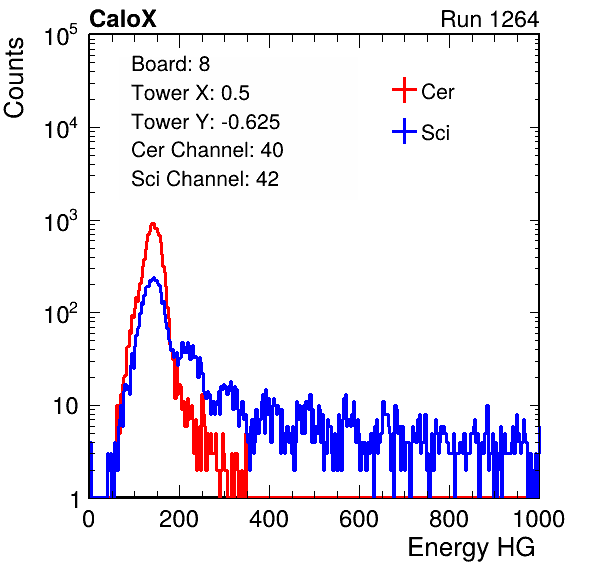 CaloX
Run 1264
Counts
Board: 8
Tower X: 0.5
Tower Y: -0.625
Cer Channel: 40
Sci Channel: 42
Cer
Sci
10^5
10^4
10^3
10^2
10
1
0 200 400 600 800 1000
Energy HG